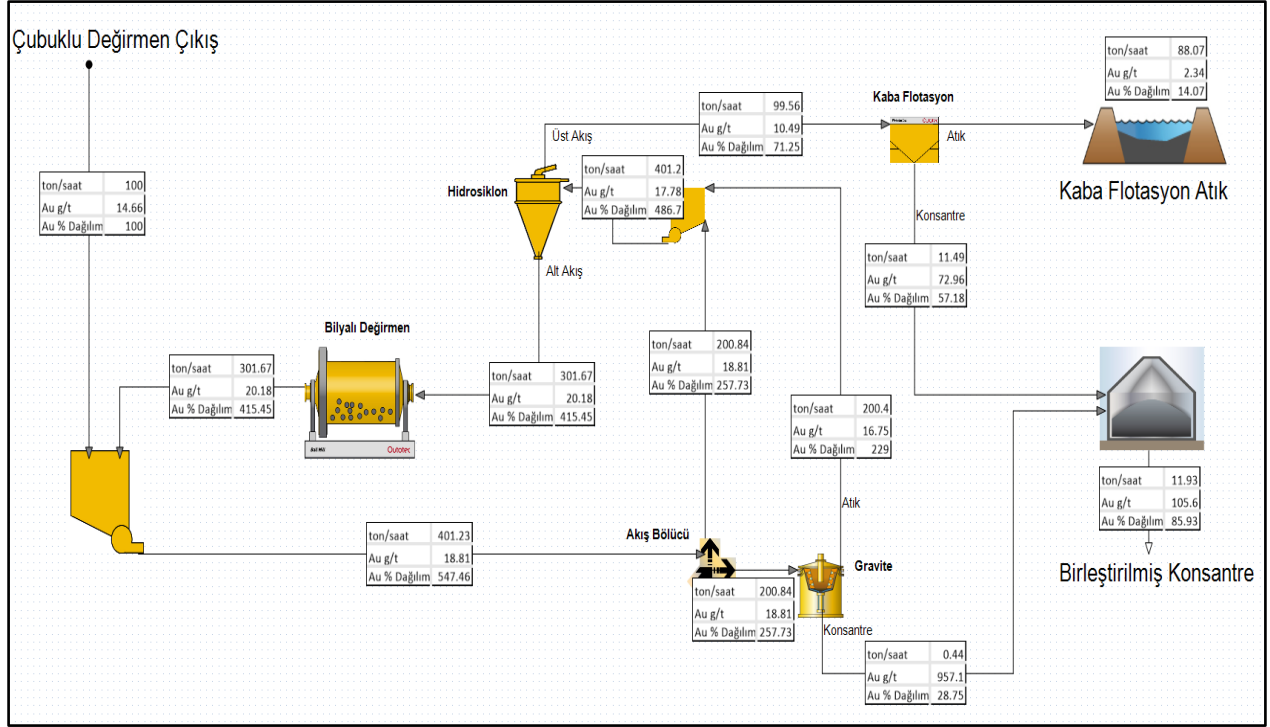 Çubuklu Değirmen Çıkış
ton/saat 100
Au g/t 14.66
Au % Dağılım 100
ton/saat 88.07
Au g/t 2.34
Au % Dağılım 14.07
Kaba Flotasyon Atık
Kaba Flotasyon
Outotec
Atık
Konsantre
ton/saat 99.56
Au g/t 10.49
Au % Dağılım 71.25
Üst Akış
ton/saat 401.2
Au g/t 17.78
Au % Dağılım 486.7
Hidrosiklon
Alt Akış
ton/saat 11.49
Au g/t 72.96
Au % Dağılım 57.18
Bilyalı Değirmen
Ball Mill Outotec
ton/saat 301.67
Au g/t 20.18
Au % Dağılım 415.45
ton/saat 301.67
Au g/t 20.18
Au % Dağılım 415.45
ton/saat 200.84
Au g/t 18.81
Au % Dağılım 257.73
ton/saat 200.4
Au g/t 16.75
Au % Dağılım 229
Atık
ton/saat 11.93
Au g/t 105.6
Au % Dağılım 85.93
Birleştirilmiş Konsantre
ton/saat 401.23
Au g/t 18.81
Au % Dağılım 547.46
Akış Bölücü
Gravite
ton/saat 200.84
Au g/t 18.81
Au % Dağılım 257.73
Konsantre
ton/saat 0.44
Au g/t 957.1
Au % Dağılım 28.75